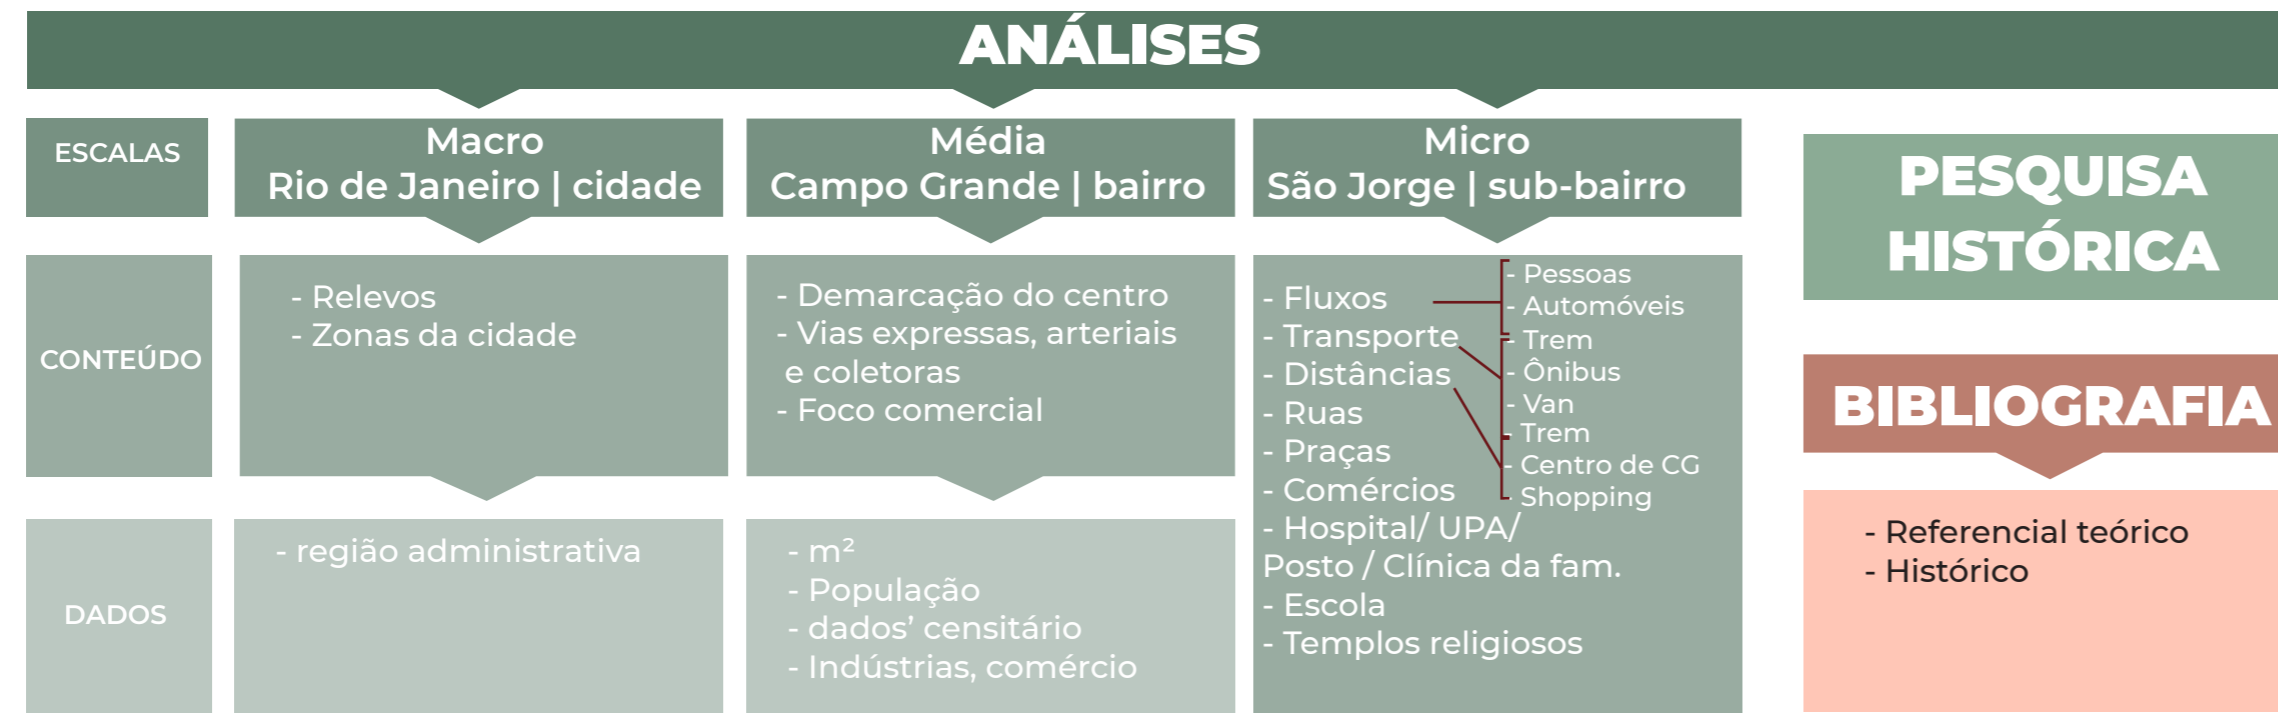 ANÁLISES
ESCALAS
Macro
Rio de Janeiro | cidade
Média
Campo Grande | bairro
Micro
São Jorge | sub-bairro
CONTEÚDO
- Relevos
- Zonas da cidade
- Demarcação do centro
- Vias expressas, arteriais
e coletoras
- Foco comercial
- Fluxos
- Transporte
- Distâncias
- Ruas
- Praças
- Comércios
- Hospital/ UPA/
Posto / Clínica da fam.
- Escola
- Templos religiosos
- Pessoas
- Automóveis
- Trem
- Ônibus
- Van
- Trem
- Centro de CG
- Shopping
DADOS
- região administrativa
- m²
- População
- dados’ censitário
- Indústrias, comércio
PESQUISA
HISTÓRICA
BIBLIOGRAFIA
- Referencial teórico
- Histórico